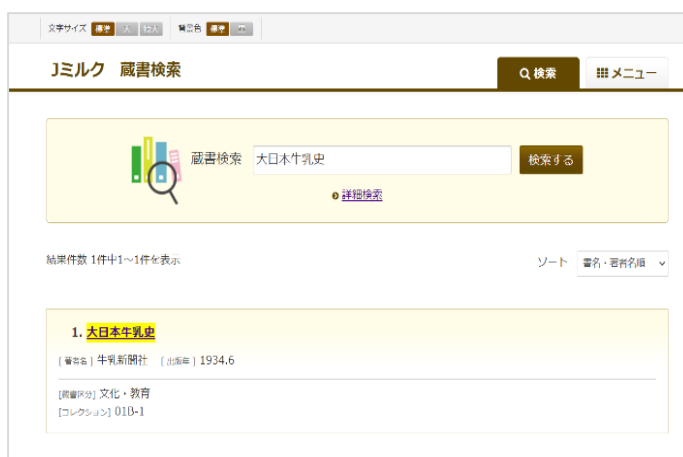 文字サイズ 標準 大 特大 背景色 標準
Jミルク 蔵書検索
検索
メニュー
蔵書検索 大日本牛乳史 検索する
詳細検索
結果件数 1件中1～1件を表示
ソート 書名・著者名順
1. 大日本牛乳史
[ 著者名 ] 牛乳新聞社 [ 出版年 ] 1934.6
[蔵書区分] 文化・教育
[コレクション] 01B-1